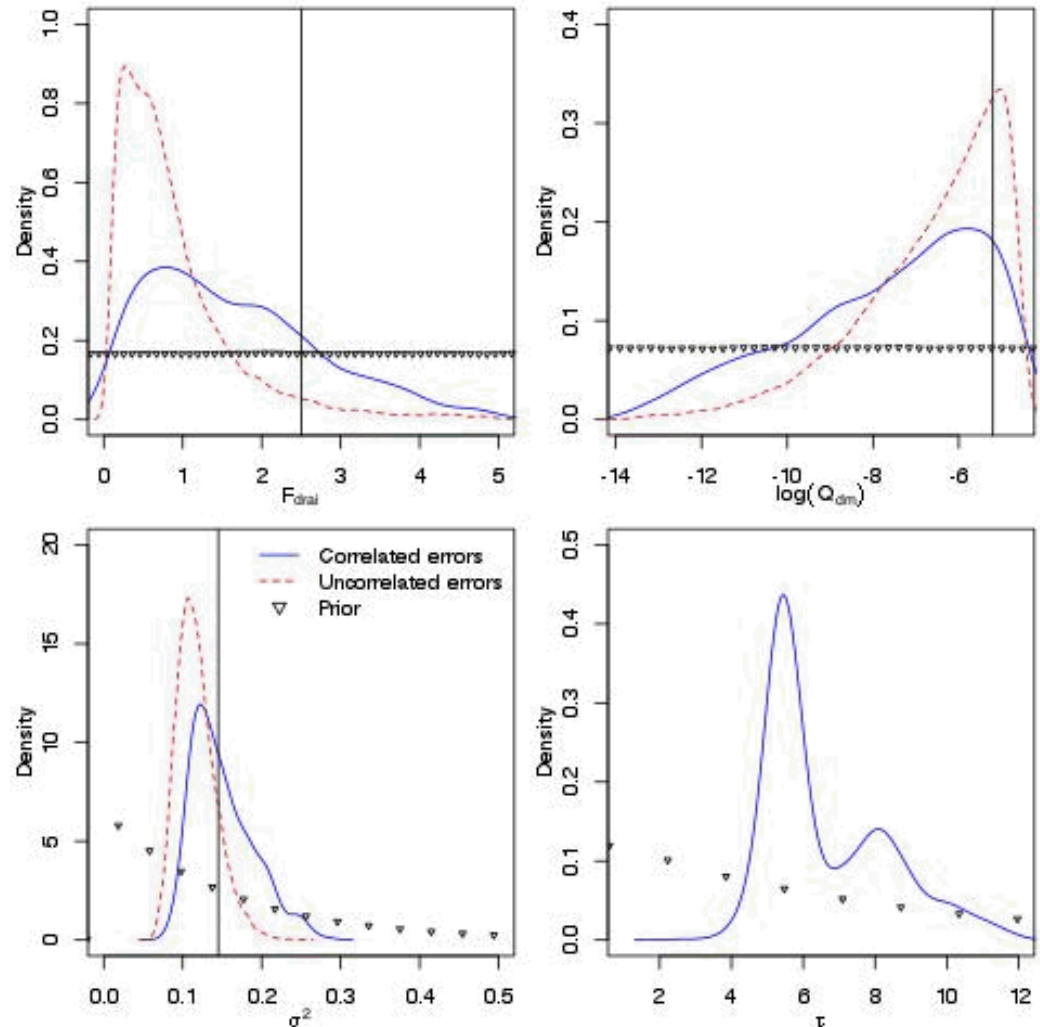 Density
0.0 0.2 0.4 0.6 0.8 1.0
0 1 2 3 4 5
F_drai
Density
0.0 0.1 0.2 0.3 0.4
-14 -12 -10 -8 -6
log(Q_dm)
Density
0 5 10 15 20
Correlated errors
Uncorrelated errors
Prior
0.0 0.1 0.2 0.3 0.4 0.5
σ²
Density
0.0 0.1 0.2 0.3 0.4 0.5
2 4 6 8 10 12
τ